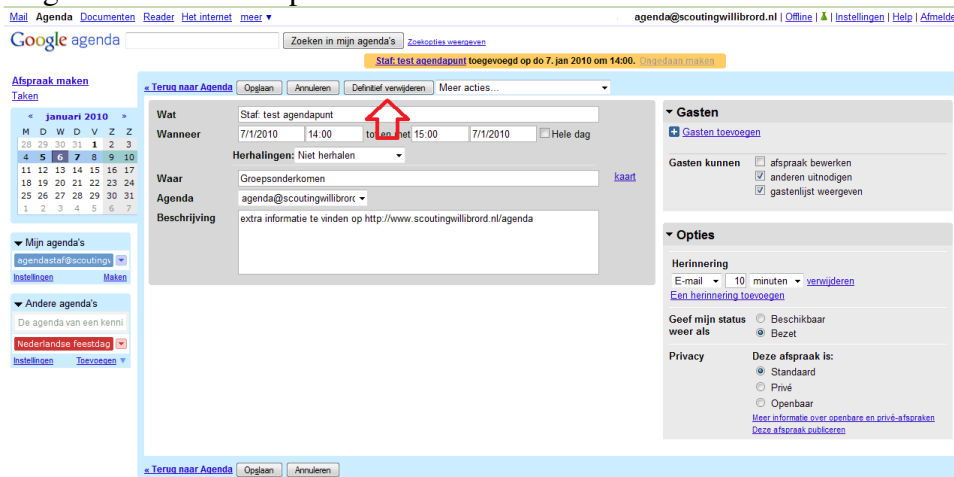 Mail Agenda Documenten Reader Het internet meer ▼ agenda@scoutingwillibrord.nl | Offline | Instellingen | Help | Afmelde
Google agenda Zoeken in mijn agenda's Zoekopties weergeven
Staf: test agendapunt toegevoegd op do 7. jan 2010 om 14:00. Ongedaan maken
Afspraak maken
Taken
« Terug naar Agenda Opslaan Annuleren Definitief verwijderen Meer acties...
« januari 2010 »
M D W D V Z Z
28 29 30 31 1 2 3
4 5 6 7 8 9 10
11 12 13 14 15 16 17
18 19 20 21 22 23 24
25 26 27 28 29 30 31
1 2 3 4 5 6 7
Mijn agenda's
agendastaf@scouting
Instellingen Maken
Andere agenda's
De agenda van een kenni
Nederlandse feestdag
Instellingen Toevoegen
Wat Staf: test agendapunt
Wanneer 7/1/2010 14:00 tot en met 15:00 7/1/2010 Hele dag
Herhalingen: Niet herhalen
Waar Groepsonderkomen kaart
Agenda agenda@scoutingwillibrorc
Beschrijving extra informatie te vinden op http://www.scoutingwillibrord.nl/agenda
Gasten
Gasten toevoegen
Gasten kunnen afspraak bewerken
anderen uitnodigen
gastenlijst weergeven
Opties
Herinnering
E-mail 10 minuten verwijderen
Een herinnering toevoegen
Geef mijn status Beschikbaar
weer als Bezet
Privacy Deze afspraak is:
Standaard
Privé
Openbaar
Meer informatie over openbare en privé-afspraken
Deze afspraak publiceren
« Terug naar Agenda Opslaan Annuleren